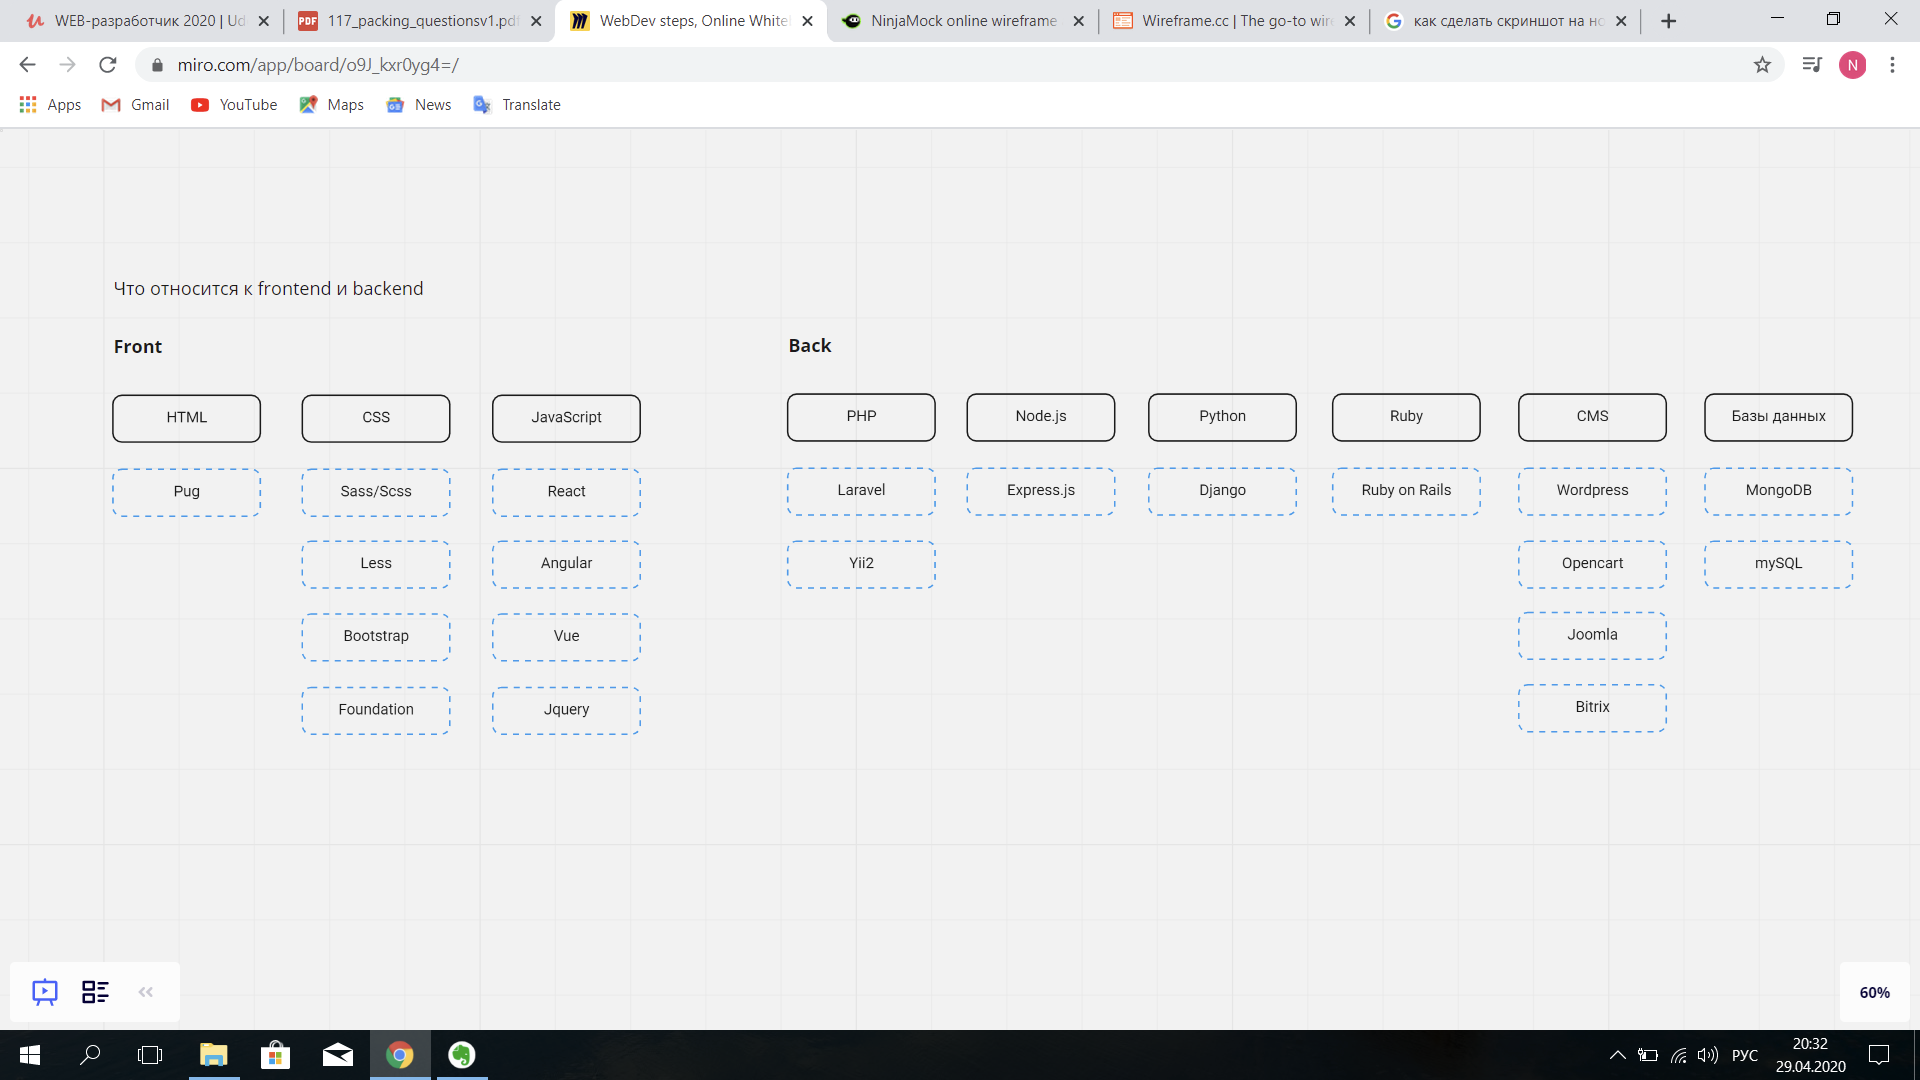 WEB-разработчик 2020 | Ud
117_packing_questionsv1.pdf
WebDev steps, Online White
NinjaMock online wireframe
Wireframe.cc | The go-to wir
как сделать скриншот на но
miro.com/app/board/o9J_kxr0yg4=/
N
Apps
Gmail
YouTube
Maps
News
Translate
Что относится к frontend и backend
Front
Back
HTML
CSS
JavaScript
PHP
Node.js
Python
Ruby
CMS
Базы данных
Pug
Sass/Scss
React
Laravel
Express.js
Django
Ruby on Rails
Wordpress
MongoDB
Less
Angular
Yii2
Opencart
mySQL
Bootstrap
Vue
Joomla
Foundation
Jquery
Bitrix
60%
РУС
20:32
29.04.2020